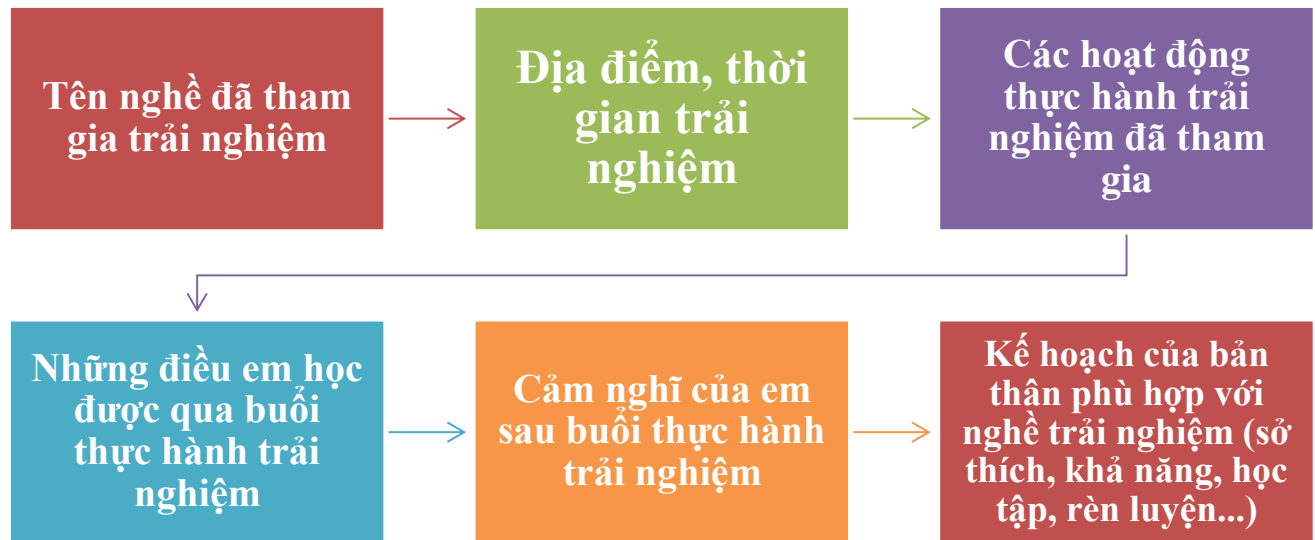 Tên nghề đã tham
gia trải nghiệm
Địa điểm, thời
gian trải
nghiệm
Các hoạt động
thực hành trải
nghiệm đã tham
gia
Những điều em học
được qua buổi
thực hành trải
nghiệm
Cảm nghĩ của em
sau buổi thực hành
trải nghiệm
Kế hoạch của bản
thân phù hợp với
nghề trải nghiệm (sở
thích, khả năng, học
tập, rèn luyện...)